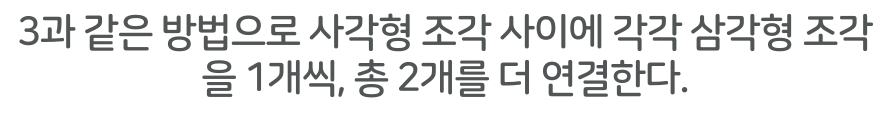 3과 같은 방법으로 사각형 조각 사이에 각각 삼각형 조각
을 1개씩, 총 2개를 더 연결한다.